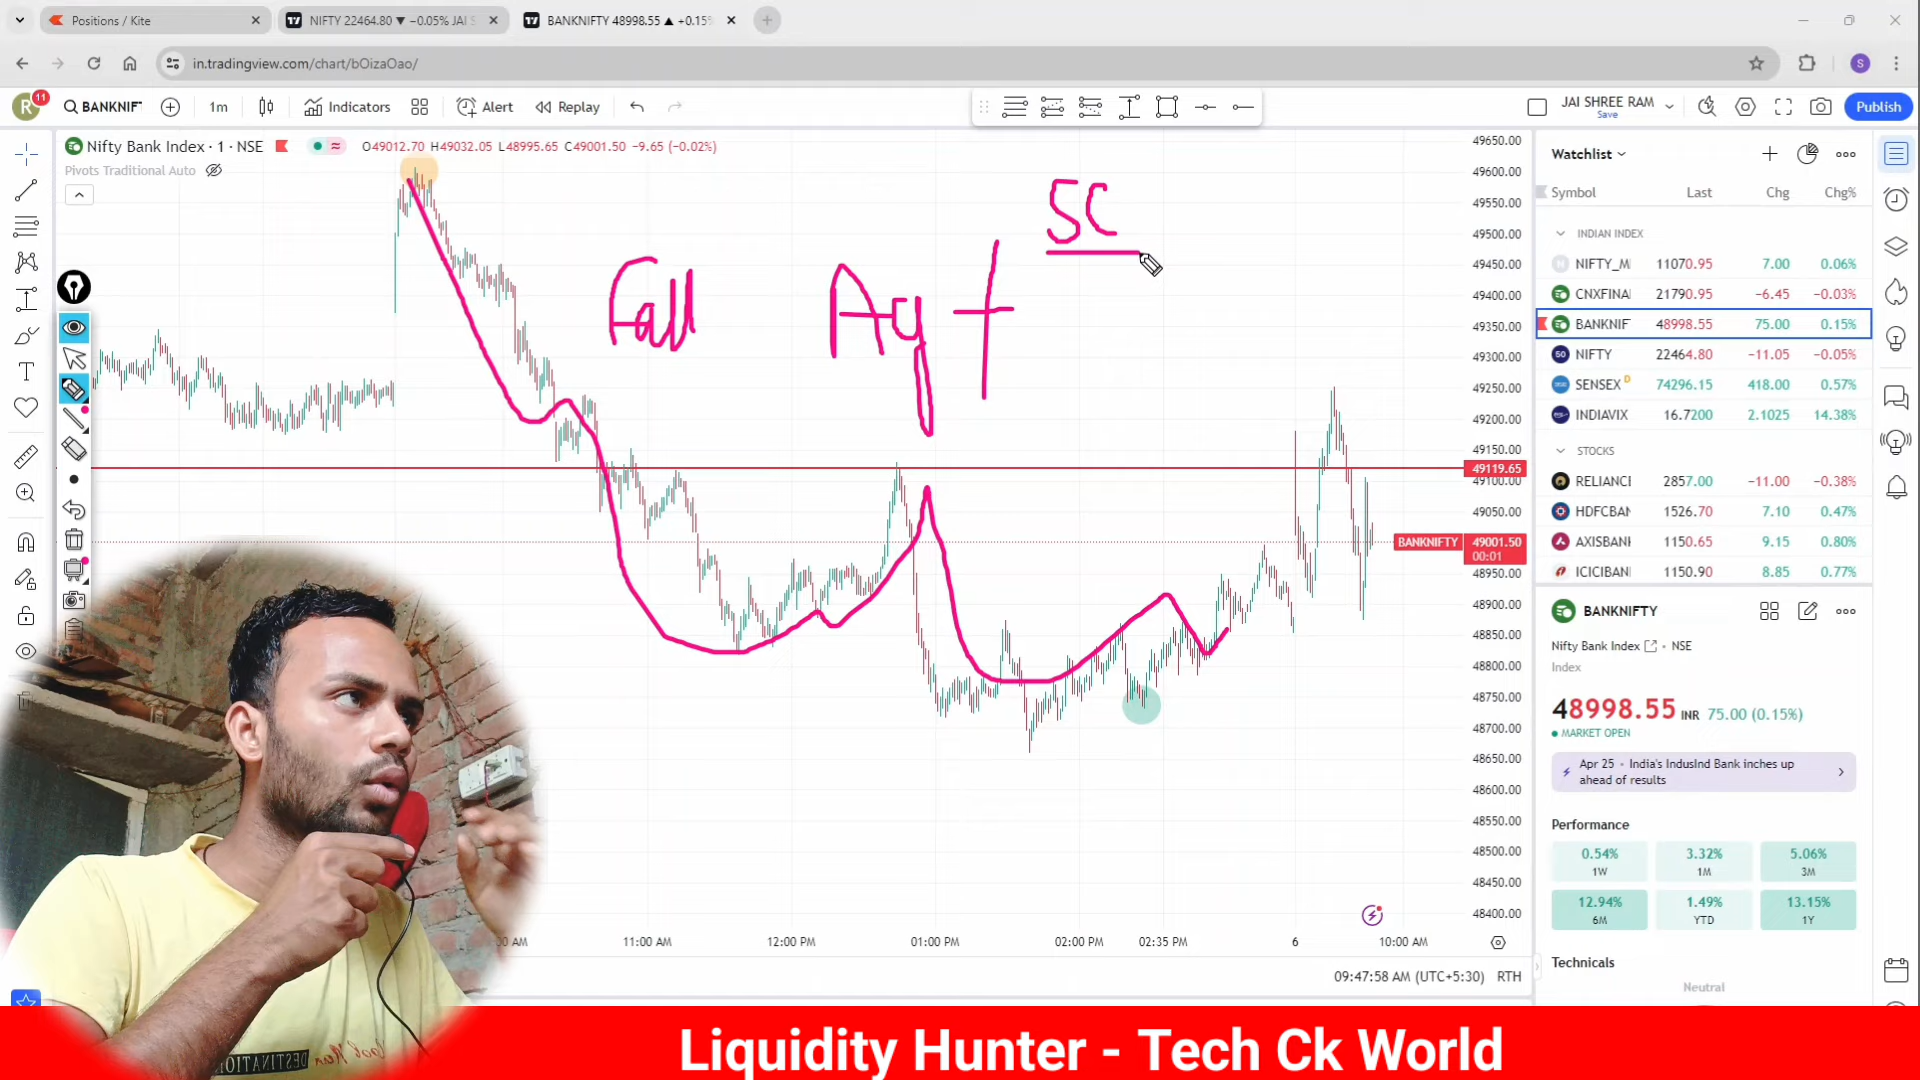 Positions / Kite
NIFTY 22464.80 ▼ −0.05% JAI S
BANKNIFTY 48998.55 ▲ +0.15%
in.tradingview.com/chart/bOizaOao/
R 11 BANKNIF 1m Indicators Alert Replay
JAI SHREE RAM
Save
Publish
S
Nifty Bank Index · 1 · NSE O49012.70 H49032.05 L48995.65 C49001.50 −9.65 (−0.02%)
Pivots Traditional Auto
SC
Fall
49650.00
49600.00
49550.00
49500.00
49450.00
49400.00
49350.00
49300.00
49250.00
49200.00
49150.00
49119.65
49100.00
49050.00
BANKNIFTY 49001.50
00:01
48950.00
48900.00
48850.00
48800.00
48750.00
48700.00
48650.00
48600.00
48550.00
48500.00
48450.00
48400.00
11:00 AM 12:00 PM 01:00 PM 02:00 PM 02:35 PM 6 10:00 AM
09:47:58 AM (UTC+5:30) RTH
Watchlist
Symbol Last Chg Chg%
INDIAN INDEX
NIFTY_M 11070.95 7.00 0.06%
CNXFINAI 21790.95 −6.45 −0.03%
BANKNIF 48998.55 75.00 0.15%
NIFTY 22464.80 −11.05 −0.05%
SENSEX D 74296.15 418.00 0.57%
INDIAVIX 16.7200 2.1025 14.38%
STOCKS
RELIANCE 2857.00 −11.00 −0.38%
HDFCBAN 1526.70 7.10 0.47%
AXISBANK 1150.65 9.15 0.80%
ICICIBAN 1150.90 8.85 0.77%
BANKNIFTY
Nifty Bank Index • NSE
Index
48998.55 INR 75.00 (0.15%)
MARKET OPEN
Apr 25 • India's IndusInd Bank inches up
ahead of results
Performance
0.54% 3.32% 5.06%
1W 1M 3M
12.94% 1.49% 13.15%
6M YTD 1Y
Technicals
Neutral
Liquidity Hunter - Tech Ck World